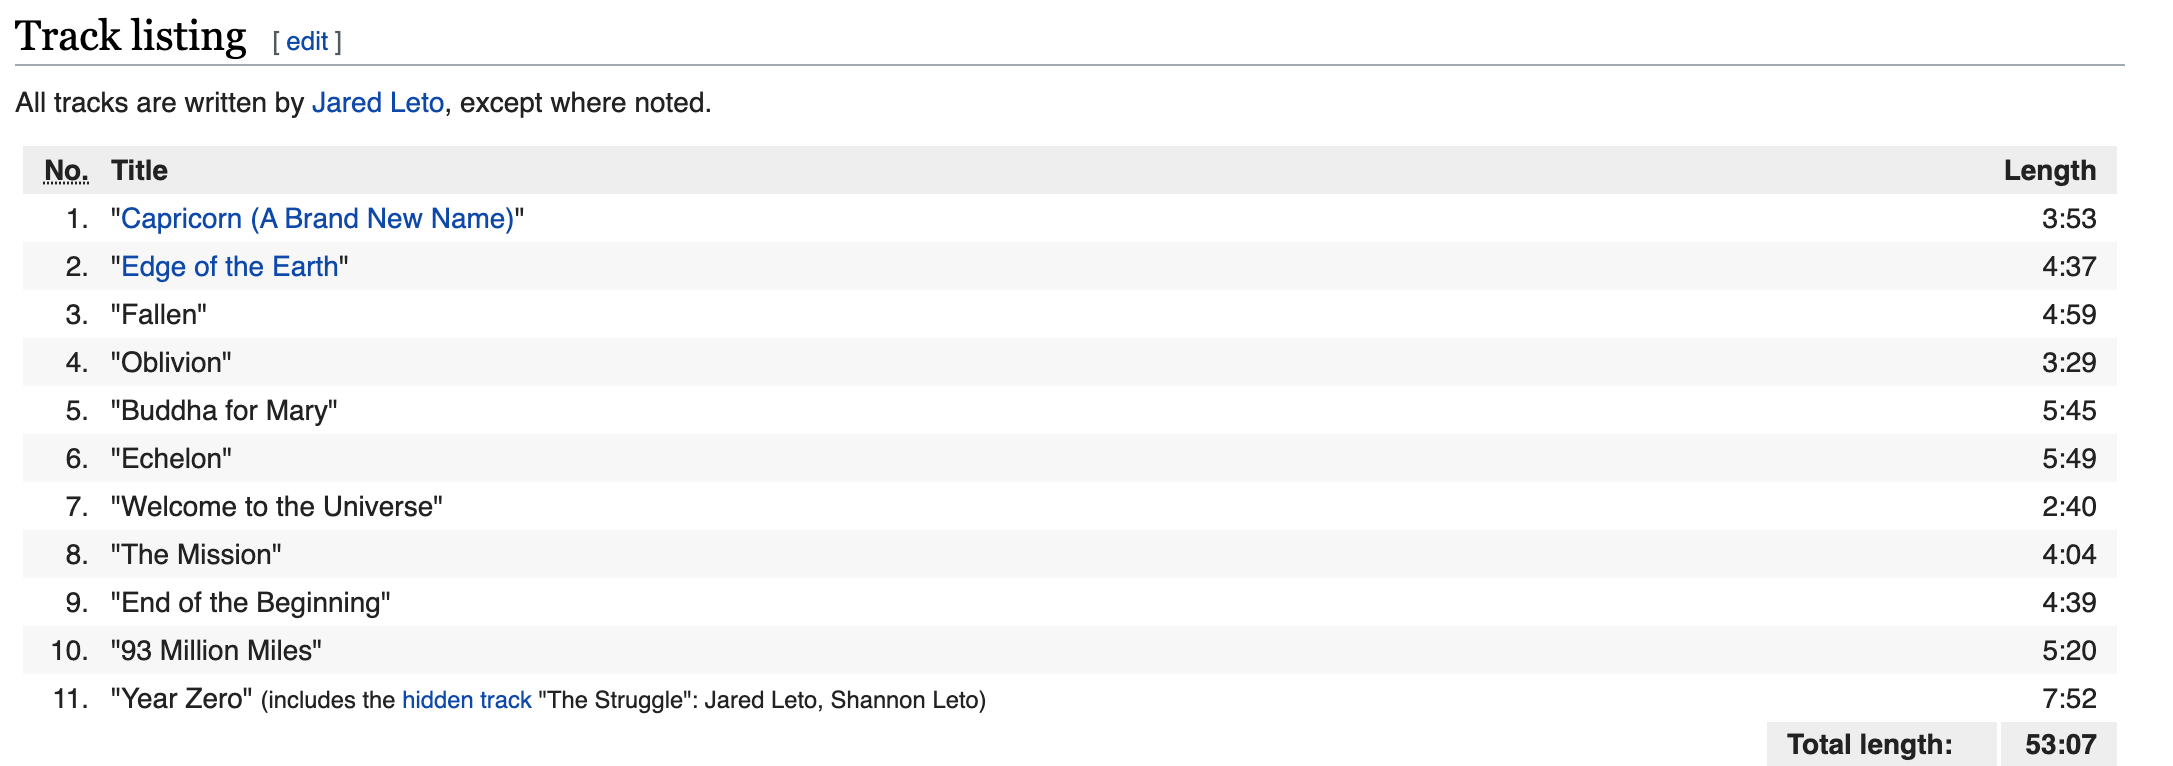 Track listing [ edit ]
All tracks are written by Jared Leto, except where noted.
No. Title Length
1. "Capricorn (A Brand New Name)" 3:53
2. "Edge of the Earth" 4:37
3. "Fallen" 4:59
4. "Oblivion" 3:29
5. "Buddha for Mary" 5:45
6. "Echelon" 5:49
7. "Welcome to the Universe" 2:40
8. "The Mission" 4:04
9. "End of the Beginning" 4:39
10. "93 Million Miles" 5:20
11. "Year Zero" (includes the hidden track "The Struggle": Jared Leto, Shannon Leto) 7:52
Total length: 53:07